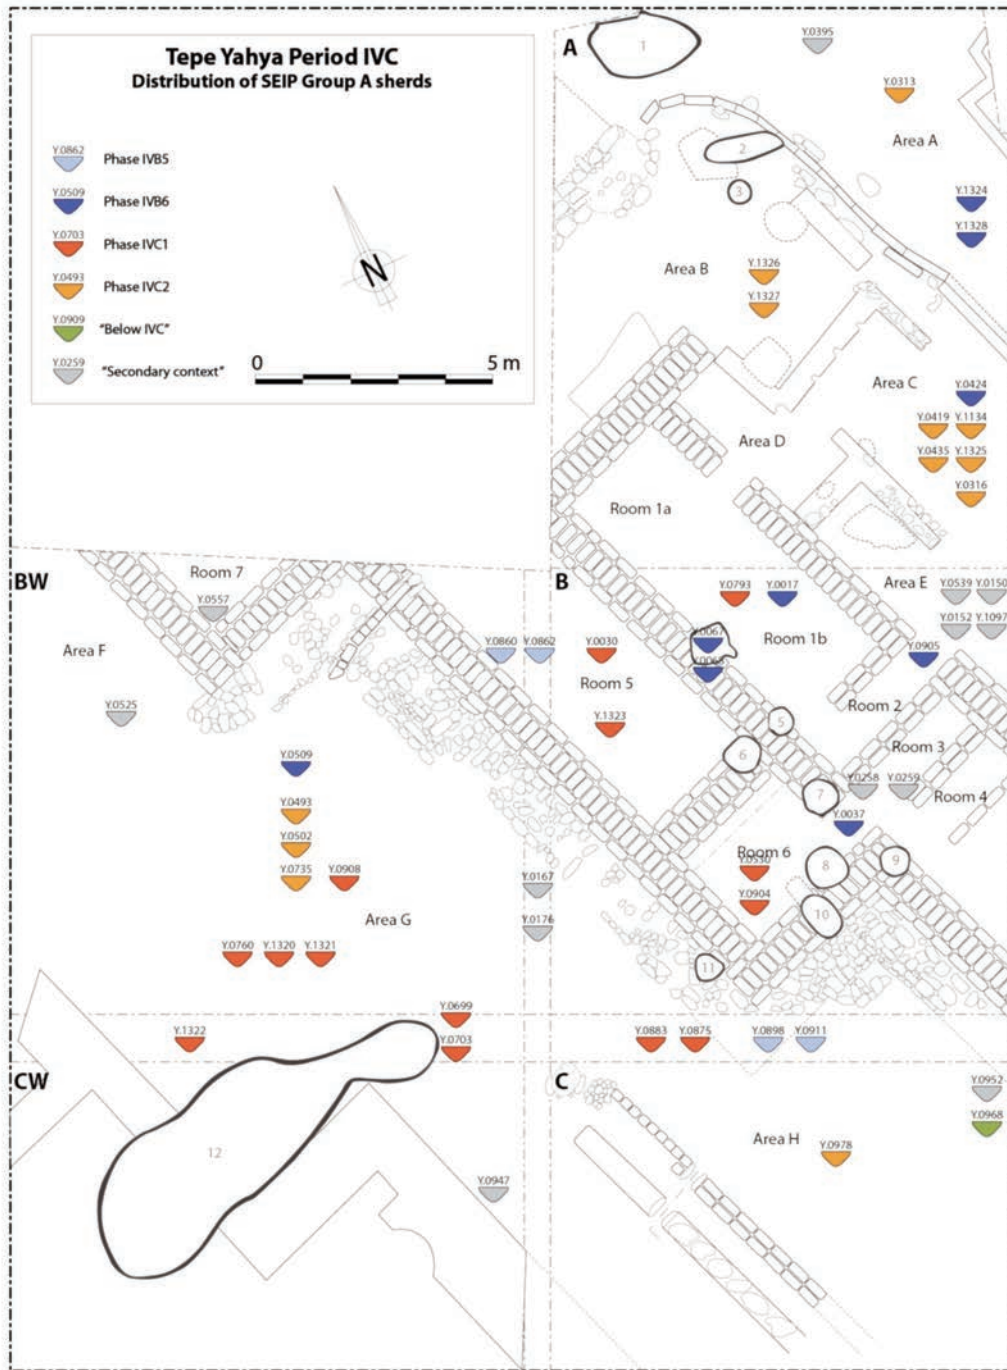 Tepe Yahya Period IVC
Distribution of SEIP Group A sherds
Y.0862
Phase IVB5
Y.0509
Phase IVB6
Y.0703
Phase IVC1
Y.0493
Phase IVC2
Y.0909
"Below IVC"
Y.0259
"Secondary context"
N
0 5 m
A
1
Y.0395
Y.0313
Area A
2
3
Y.1324
Y.1328
Area B
Y.1326
Y.1327
Area C
Y.0424
Y.0419 Y.1134
Area D
Y.0435 Y.1325
Y.0316
Room 1a
BW
Room 7
Y.0557
Area F
Y.0525
B
Area E
Y.0539 Y.0150
Y.0793 Y.0017
Y.0152 Y.1097
Y.0067
Room 1b
Y.0860 Y.0862 Y.0030
Y.0905
Room 5
Room 2
Y.1323
5
Room 3
6
Y.0509
7
Y.0258 Y.0259
Room 4
Y.0493
Y.0037
Y.0502
Room 6
Y.0735 Y.0908
Y.0167
Y.0530
8
9
Y.0904
10
Area G
Y.0176
Y.0760 Y.1320 Y.1321
11
Y.0699
Y.1322
Y.0703
Y.0883 Y.0875 Y.0898 Y.0911
CW
C
Y.0952
Y.0968
Area H
Y.0978
12
Y.0947